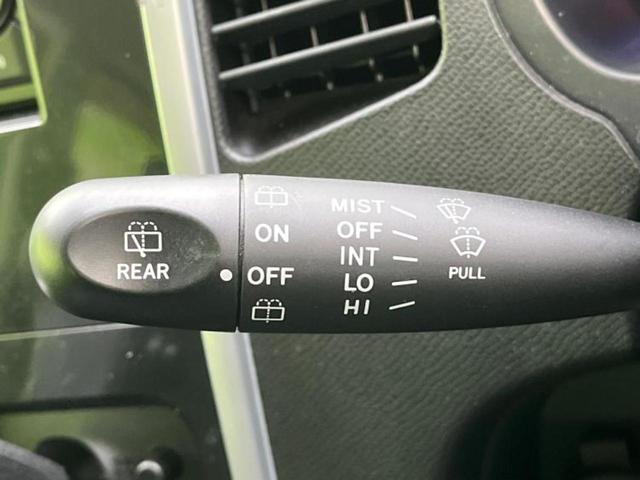 REAR
ON
OFF
MIST
OFF
INT
LO
HI
PULL